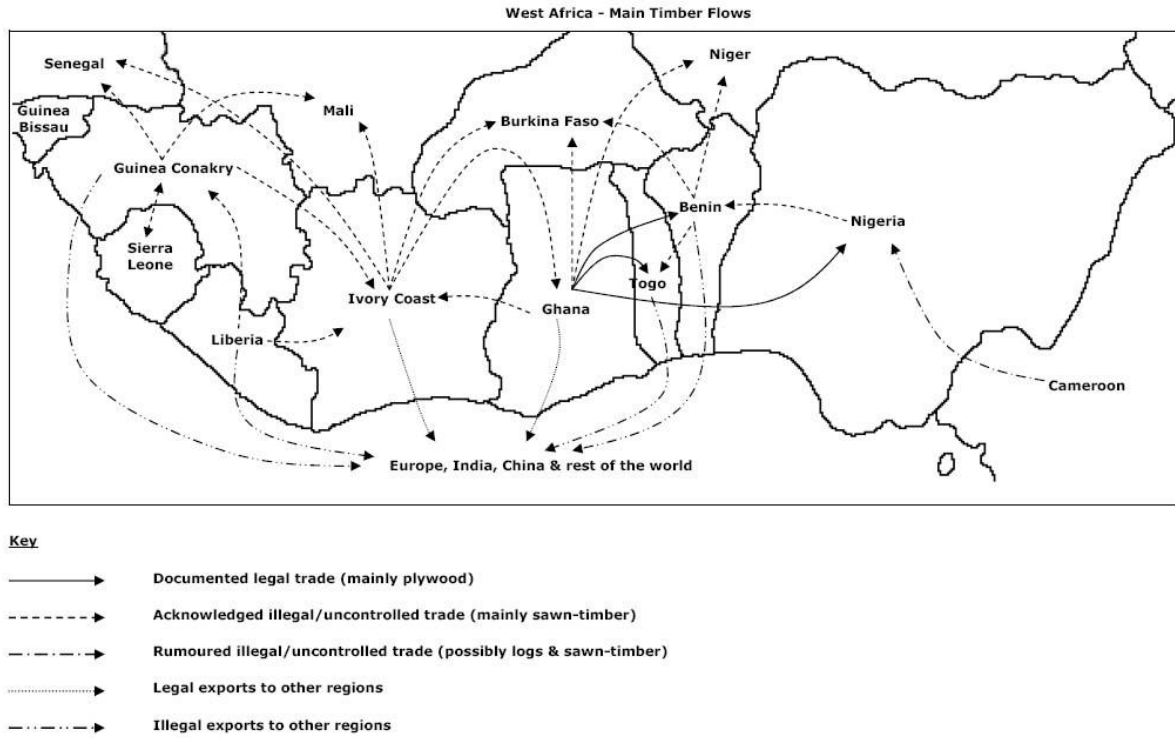 West Africa - Main Timber Flows
Senegal
Niger
Guinea
Bissau
Mali
Burkina Faso
Guinea Conakry
Benin
Nigeria
Sierra
Leone
Togo
Ivory Coast
Ghana
Liberia
Cameroon
Europe, India, China & rest of the world
Key
Documented legal trade (mainly plywood)
Acknowledged illegal/uncontrolled trade (mainly sawn-timber)
Rumoured illegal/uncontrolled trade (possibly logs & sawn-timber)
Legal exports to other regions
Illegal exports to other regions